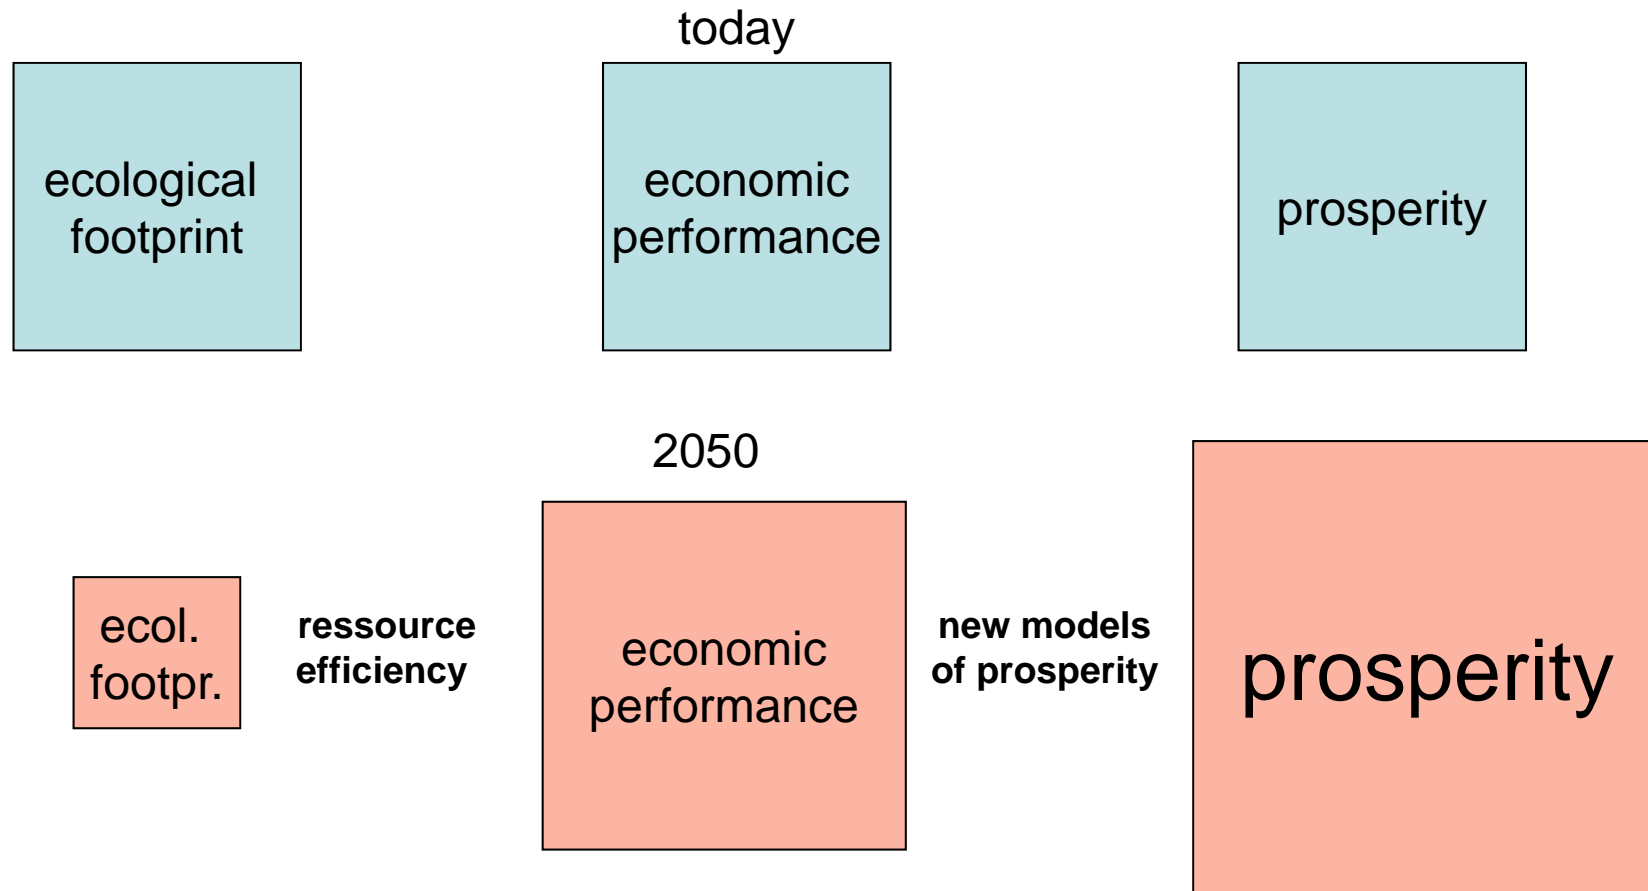 today
ecological
footprint
economic
performance
prosperity
2050
ecol.
footpr.
ressource
efficiency
economic
performance
new models
of prosperity
prosperity